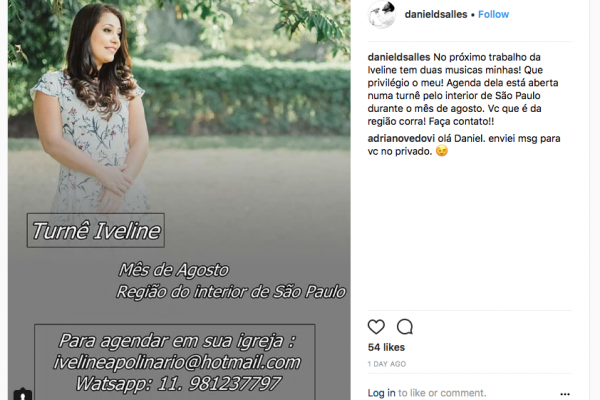 danieldsalles • Follow
danieldsalles No próximo trabalho da
Iveline tem duas musicas minhas! Que
privilégio o meu! Agenda dela está aberta
numa turnê pelo interior de São Paulo
durante o mês de agosto. Vc que é da
região corra! Faça contato!!
adrianovedovi olá Daniel. enviei msg para
vc no privado. 😉
Turnê Iveline
Mês de Agosto
Região do interior de São Paulo
Para agendar em sua igreja :
ivelineapolinario@hotmail.com
Watsapp: 11. 981237797
54 likes
1 DAY AGO
Log in to like or comment.